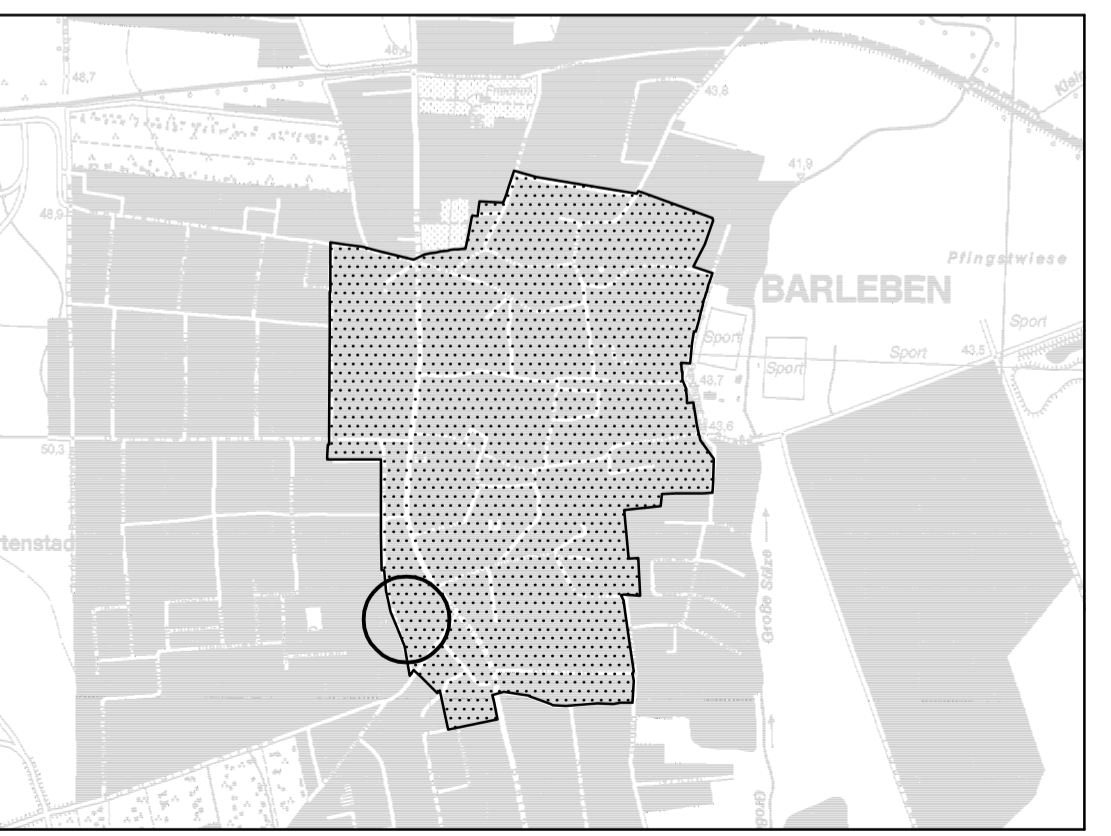 48,4
48,7
43,8
41,9
48,9
Pfingstwiese
BARLEBEN
Sport
Sport
Sport
43,5
Sport
43,7
43,6
50,3
tenstad
Große Sülze